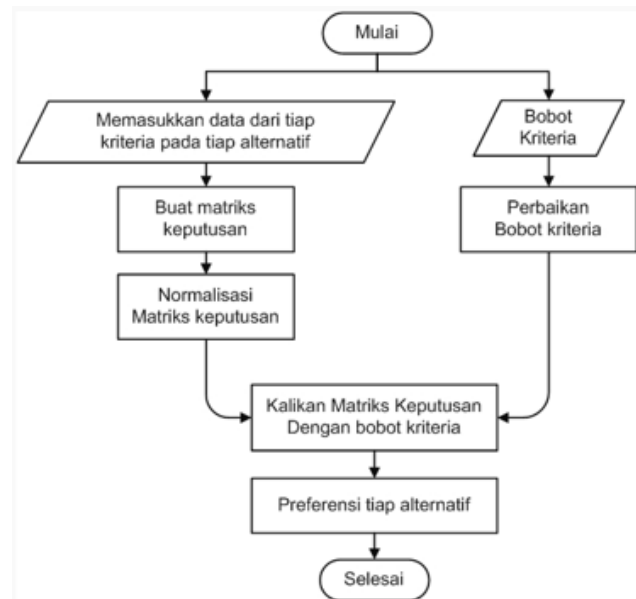 Mulai
Memasukkan data dari tiap
kriteria pada tiap alternatif
Bobot
Kriteria
Buat matriks
keputusan
Perbaikan
Bobot kriteria
Normalisasi
Matriks keputusan
Kalikan Matriks Keputusan
Dengan bobot kriteria
Preferensi tiap alternatif
Selesai